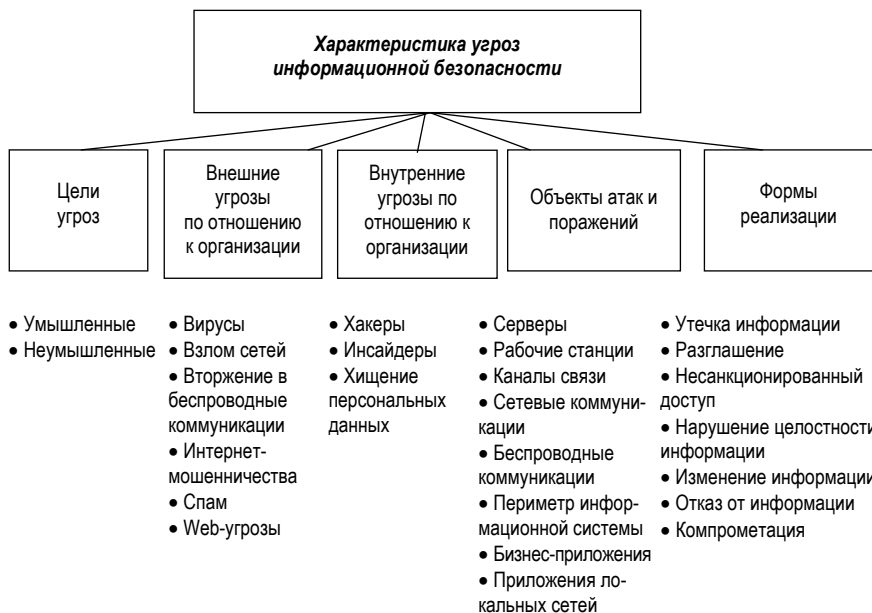 Характеристика угроз
информационной безопасности
Цели
угроз
Внешние
угрозы
по отношению
к организации
Внутренние
угрозы по
отношению к
организации
Объекты атак и
поражений
Формы
реализации
• Умышленные
• Неумышленные
• Вирусы
• Взлом сетей
• Вторжение в
беспроводные
коммуникации
• Интернет-
мошенничества
• Спам
• Web-угрозы
• Хакеры
• Инсайдеры
• Хищение
персональных
данных
• Серверы
• Рабочие станции
• Каналы связи
• Сетевые коммуни-
кации
• Беспроводные
коммуникации
• Периметр инфор-
мационной системы
• Бизнес-приложения
• Приложения ло-
кальных сетей
• Утечка информации
• Разглашение
• Несанкционированный
доступ
• Нарушение целостности
информации
• Изменение информации
• Отказ от информации
• Компрометация